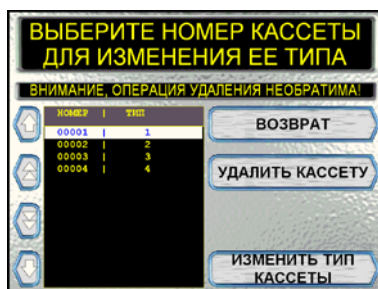 ВЫБЕРИТЕ НОМЕР КАССЕТЫ
ДЛЯ ИЗМЕНЕНИЯ ЕЕ ТИПА
ВНИМАНИЕ, ОПЕРАЦИЯ УДАЛЕНИЯ НЕОБРАТИМА!
НОМЕР | ТИП
00001 | 1
00002 | 2
00003 | 3
00004 | 4
ВОЗВРАТ
УДАЛИТЬ КАССЕТУ
ИЗМЕНИТЬ ТИП
КАССЕТЫ